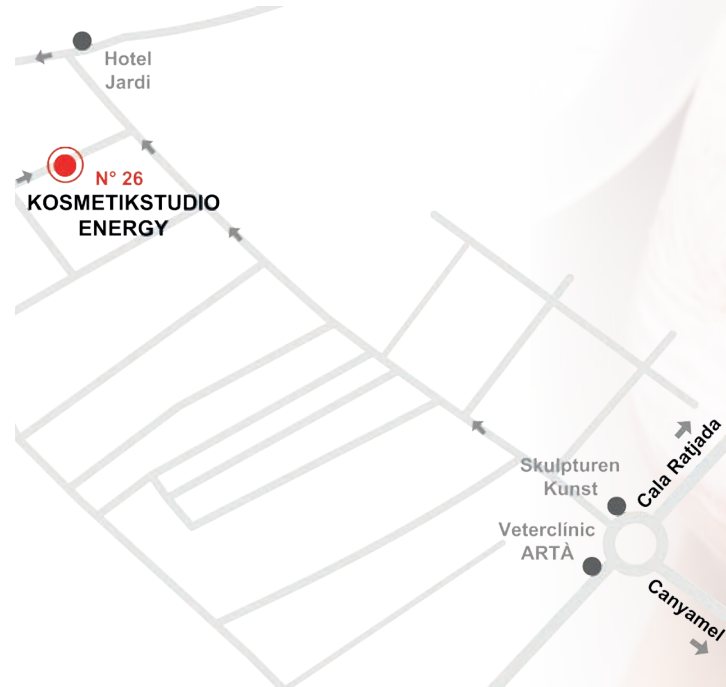 Hotel
Jardi
N° 26
KOSMETIKSTUDIO
ENERGY
Skulpturen
Kunst
Cala Ratjada
Veterclínic
ARTÀ
Canyamel